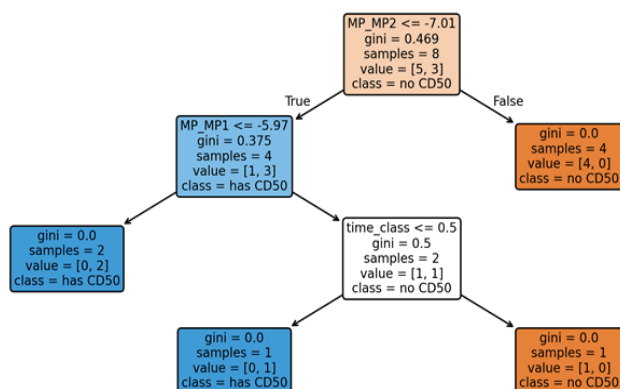 MP_MP2 <= -7.01
gini = 0.469
samples = 8
value = [5, 3]
class = no CD50
True
False
MP_MP1 <= -5.97
gini = 0.375
samples = 4
value = [1, 3]
class = has CD50
gini = 0.0
samples = 4
value = [4, 0]
class = no CD50
gini = 0.0
samples = 2
value = [0, 2]
class = has CD50
time_class <= 0.5
gini = 0.5
samples = 2
value = [1, 1]
class = no CD50
gini = 0.0
samples = 1
value = [0, 1]
class = has CD50
gini = 0.0
samples = 1
value = [1, 0]
class = no CD50